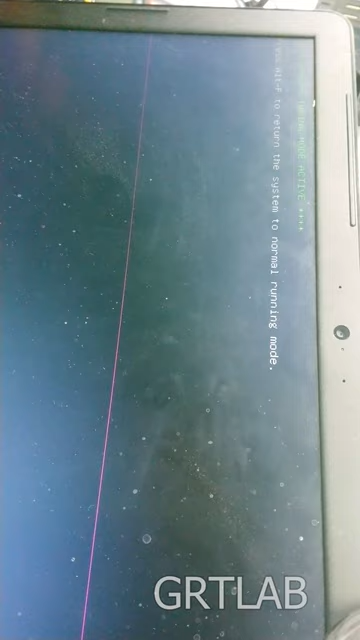 MODE ACTIVE ****
Alt-F to return the system to normal running mode.
GRTLAB